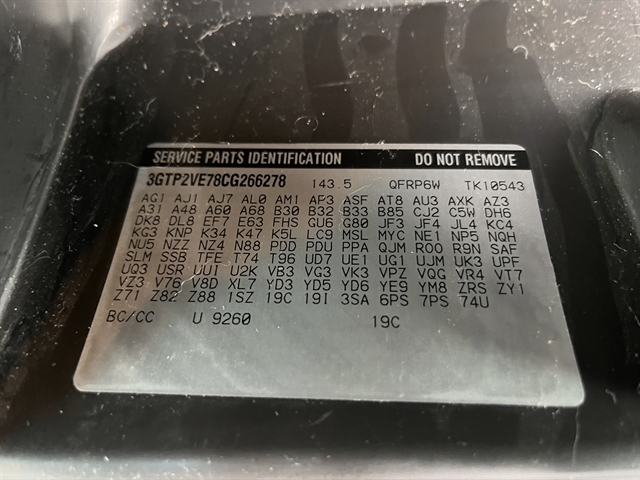 SERVICE PARTS IDENTIFICATION DO NOT REMOVE
3GTP2VE78CG266278 143.5 QFRP6W TK10543
AG1 AJ1 AJ7 AL0 AM1 AF3 ASF AT8 AU3 AXK AZ3
A31 A48 A60 A68 B30 B32 B33 B85 CJ2 C5W DH6
DK8 DL8 EF7 E63 FHS GU6 G80 JF3 JF4 JL4 KC4
KG3 KNP K34 K47 K5L LC9 MSL MYC NE1 NP5 NQH
NU5 NZZ NZ4 N88 PDD PDU PPA QJM ROO R9N SAF
SLM SSB TFE T74 T96 UD7 UE1 UG1 UJM UK3 UPF
UQ3 USR UUI U2K VB3 VG3 VK3 VPZ VQG VR4 VT7
VZ3 V76 V8D XL7 YD3 YD5 YD6 YE9 YM8 ZRS ZY1
Z71 Z82 Z88 1SZ 19C 19I 3SA 6PS 7PS 74U
BC/CC U 9260 19C